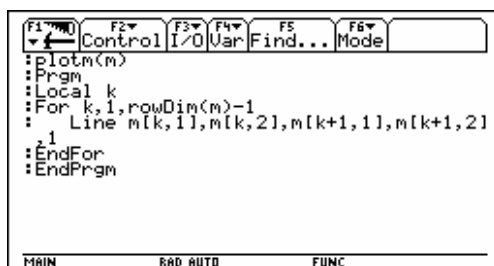 F1 F2 Control F3 I/O F4 Var F5 Find... F6 Mode
:plotm(m)
:Prgm
:Local k
:For k,1,rowDim(m)-1
:  Line m[k,1],m[k,2],m[k+1,1],m[k+1,2]
,1
:EndFor
:EndPrgm
MAIN RAD AUTO FUNC